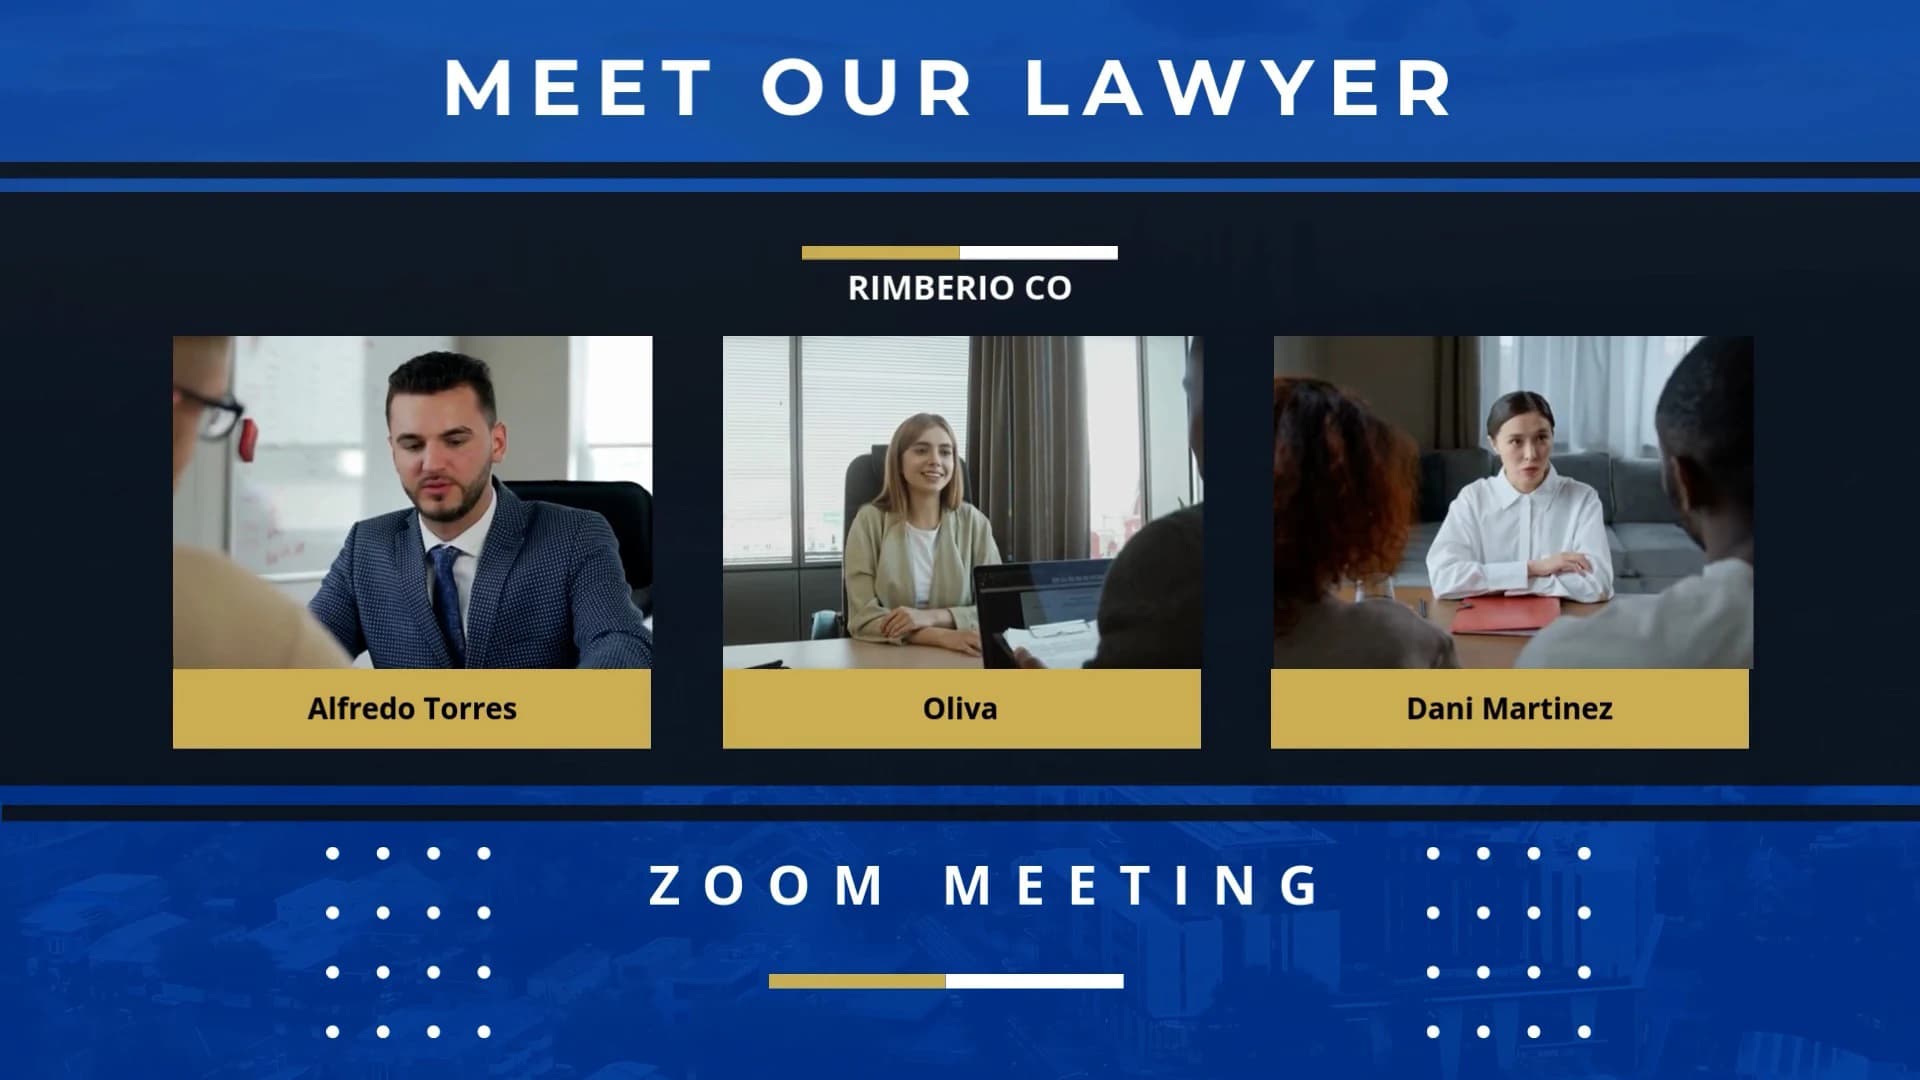 MEET OUR LAWYER
RIMBERIO CO
Alfredo Torres
Oliva
Dani Martinez
ZOOM MEETING